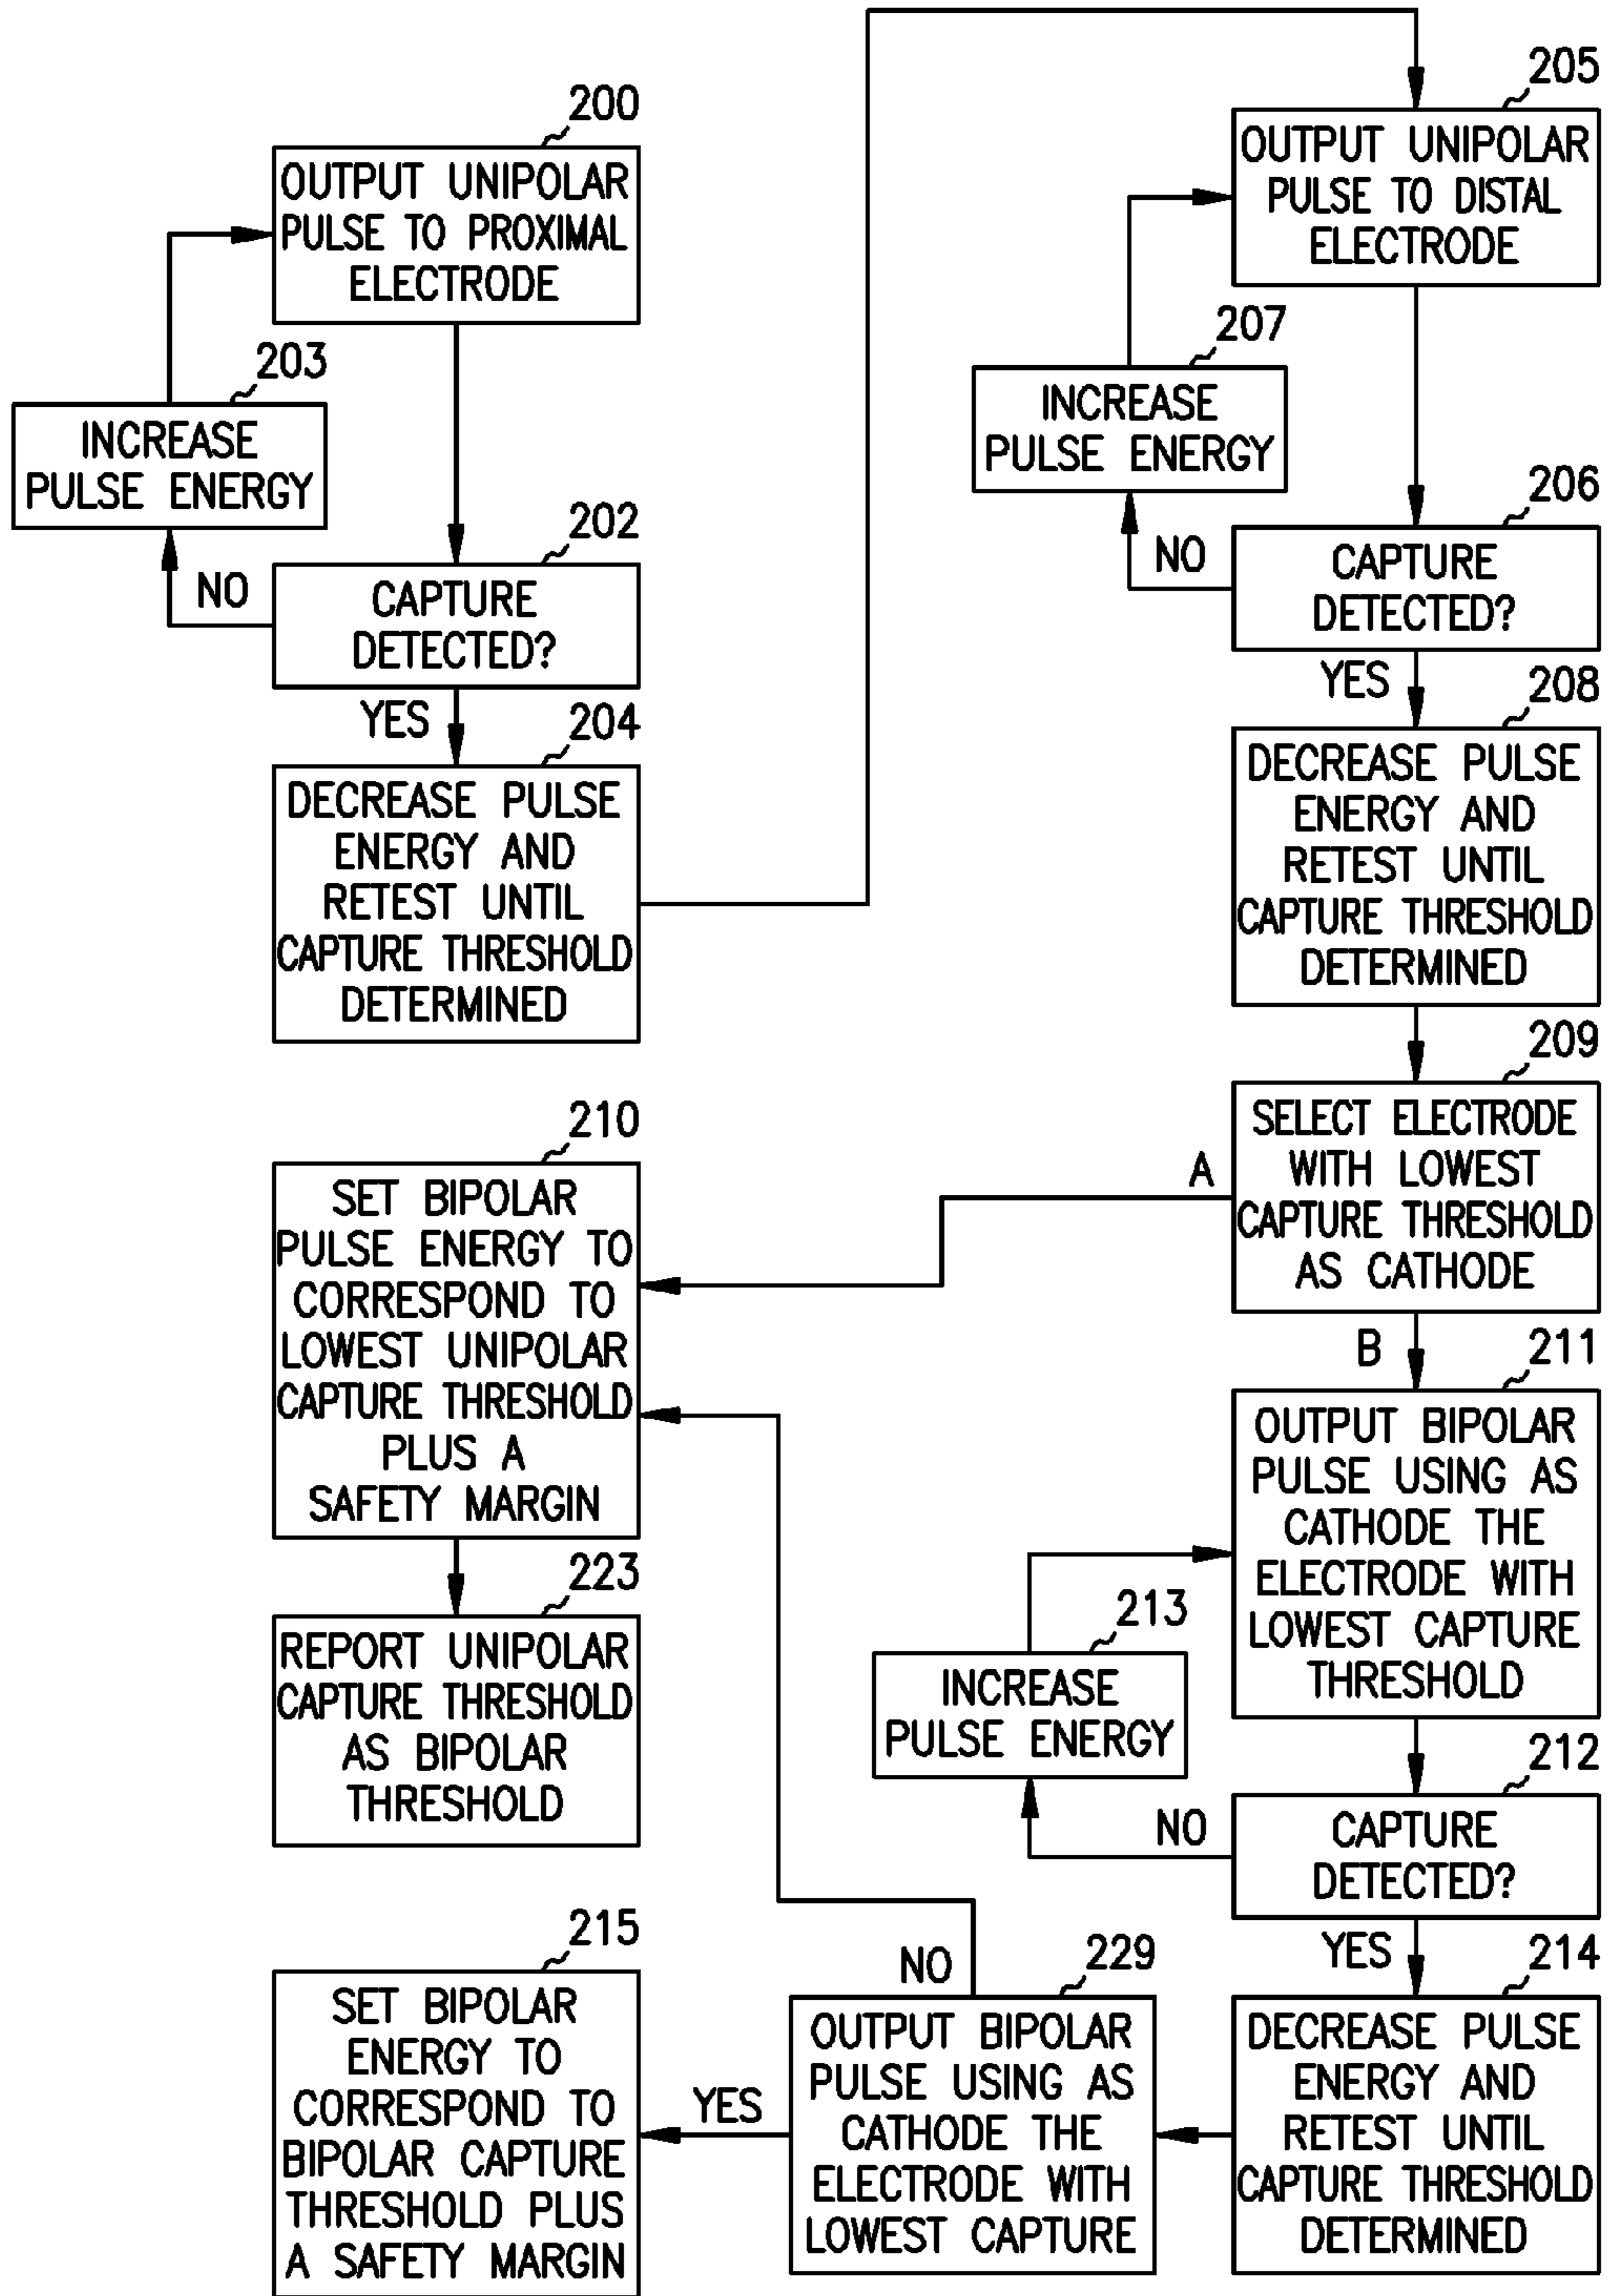 200
OUTPUT UNIPOLAR
PULSE TO PROXIMAL
ELECTRODE
203
INCREASE
PULSE ENERGY
202
NO
CAPTURE
DETECTED?
YES
204
DECREASE PULSE
ENERGY AND
RETEST UNTIL
CAPTURE THRESHOLD
DETERMINED
205
OUTPUT UNIPOLAR
PULSE TO DISTAL
ELECTRODE
207
INCREASE
PULSE ENERGY
206
NO
CAPTURE
DETECTED?
YES
208
DECREASE PULSE
ENERGY AND
RETEST UNTIL
CAPTURE THRESHOLD
DETERMINED
209
SELECT ELECTRODE
WITH LOWEST
CAPTURE THRESHOLD
AS CATHODE
A
210
SET BIPOLAR
PULSE ENERGY TO
CORRESPOND TO
LOWEST UNIPOLAR
CAPTURE THRESHOLD
PLUS A
SAFETY MARGIN
223
REPORT UNIPOLAR
CAPTURE THRESHOLD
AS BIPOLAR
THRESHOLD
B
211
OUTPUT BIPOLAR
PULSE USING AS
CATHODE THE
ELECTRODE WITH
LOWEST CAPTURE
THRESHOLD
213
INCREASE
PULSE ENERGY
212
NO
CAPTURE
DETECTED?
YES
214
DECREASE PULSE
ENERGY AND
RETEST UNTIL
CAPTURE THRESHOLD
DETERMINED
229
NO
OUTPUT BIPOLAR
PULSE USING AS
CATHODE THE
ELECTRODE WITH
LOWEST CAPTURE
YES
215
SET BIPOLAR
ENERGY TO
CORRESPOND TO
BIPOLAR CAPTURE
THRESHOLD PLUS
A SAFETY MARGIN